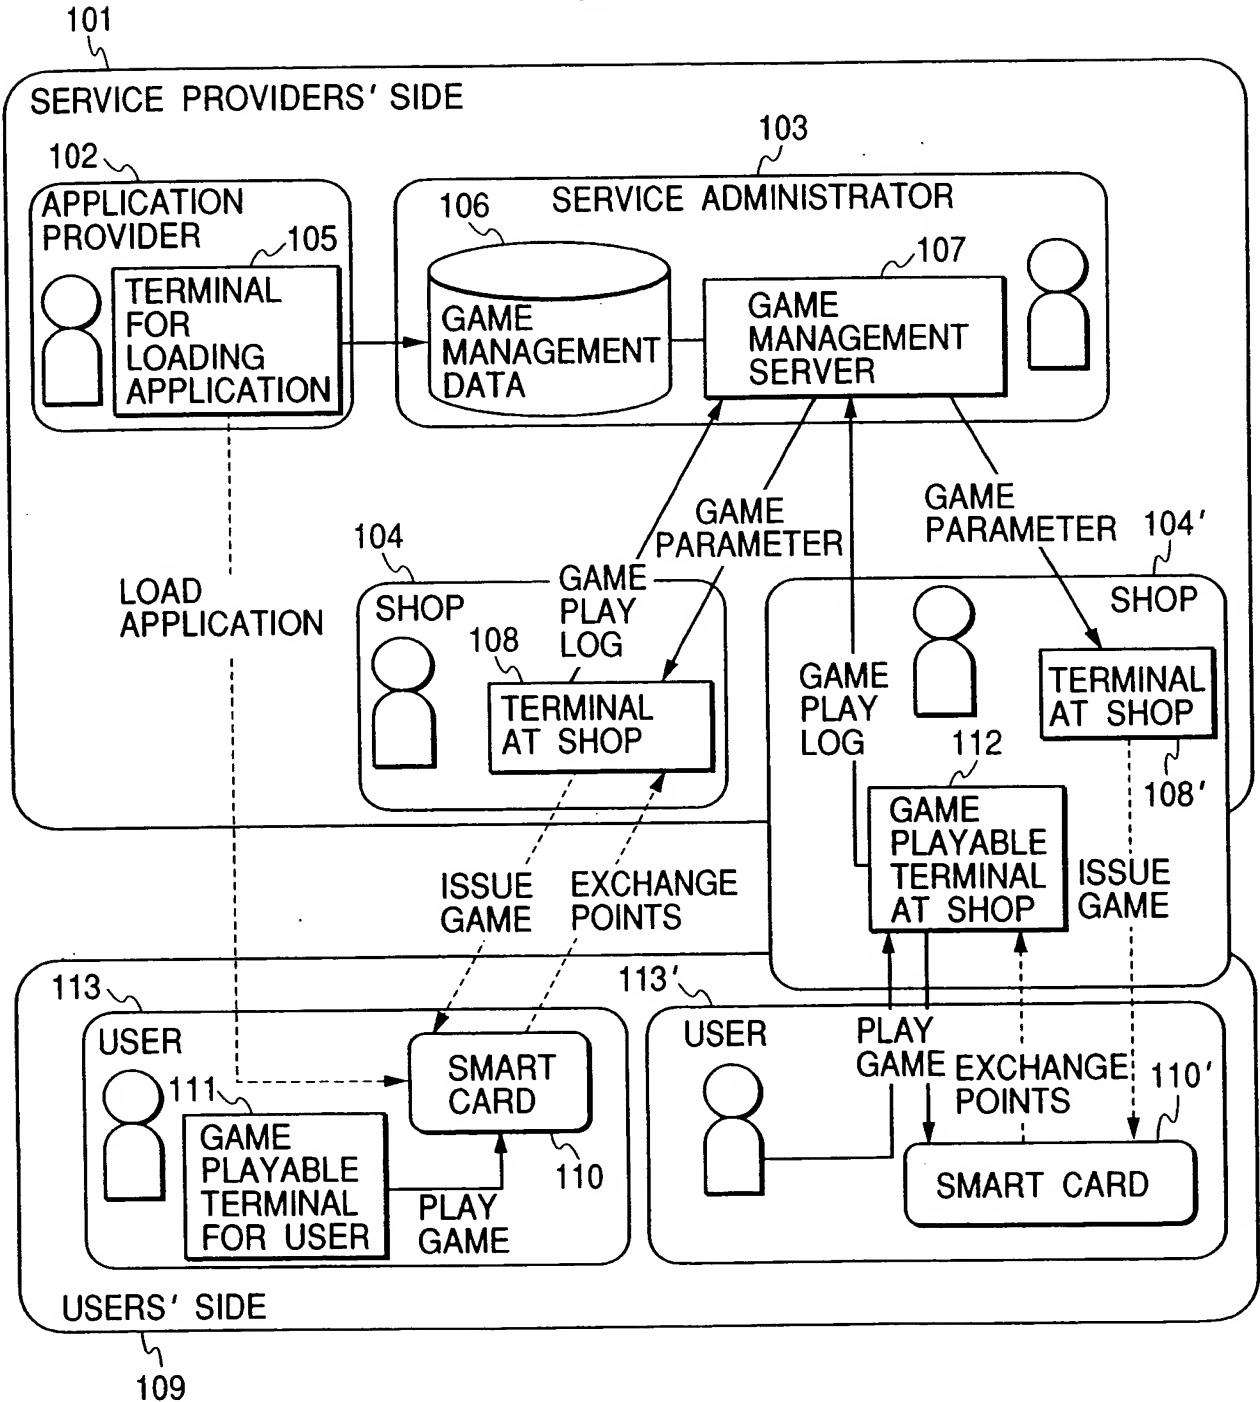 101
SERVICE PROVIDERS' SIDE
102
103
APPLICATION
PROVIDER
SERVICE ADMINISTRATOR
105
106
107
TERMINAL
FOR
LOADING
APPLICATION
GAME
MANAGEMENT
DATA
GAME
MANAGEMENT
SERVER
LOAD
APPLICATION
GAME
PARAMETER
GAME
PARAMETER
104
SHOP
GAME
PLAY
LOG
108
TERMINAL
AT SHOP
104'
SHOP
GAME
PLAY
LOG
TERMINAL
AT SHOP
108'
112
GAME
PLAYABLE
TERMINAL
AT SHOP
ISSUE
GAME
EXCHANGE
POINTS
ISSUE
GAME
113
USER
111
GAME
PLAYABLE
TERMINAL
FOR USER
SMART
CARD
110
PLAY
GAME
113'
USER
PLAY
GAME
EXCHANGE
POINTS
110'
SMART CARD
USERS' SIDE
109